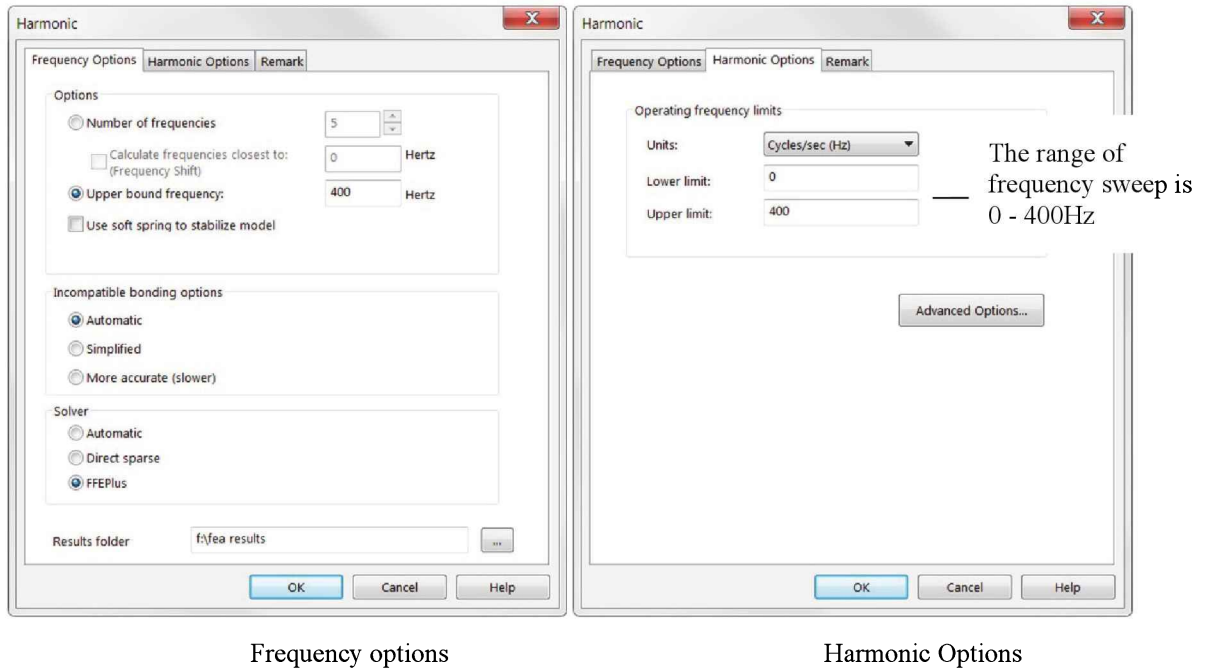 Harmonic
Frequency Options Harmonic Options Remark
Options
Number of frequencies 5
Calculate frequencies closest to: 0 Hertz
(Frequency Shift)
Upper bound frequency: 400 Hertz
Use soft spring to stabilize model
Incompatible bonding options
Automatic
Simplified
More accurate (slower)
Solver
Automatic
Direct sparse
FFEPlus
Results folder f:\fea results ...
OK Cancel Help
Harmonic
Frequency Options Harmonic Options Remark
Operating frequency limits
Units: Cycles/sec (Hz)
Lower limit: 0
Upper limit: 400
The range of
frequency sweep is
0 - 400Hz
Advanced Options...
OK Cancel Help
Frequency options
Harmonic Options